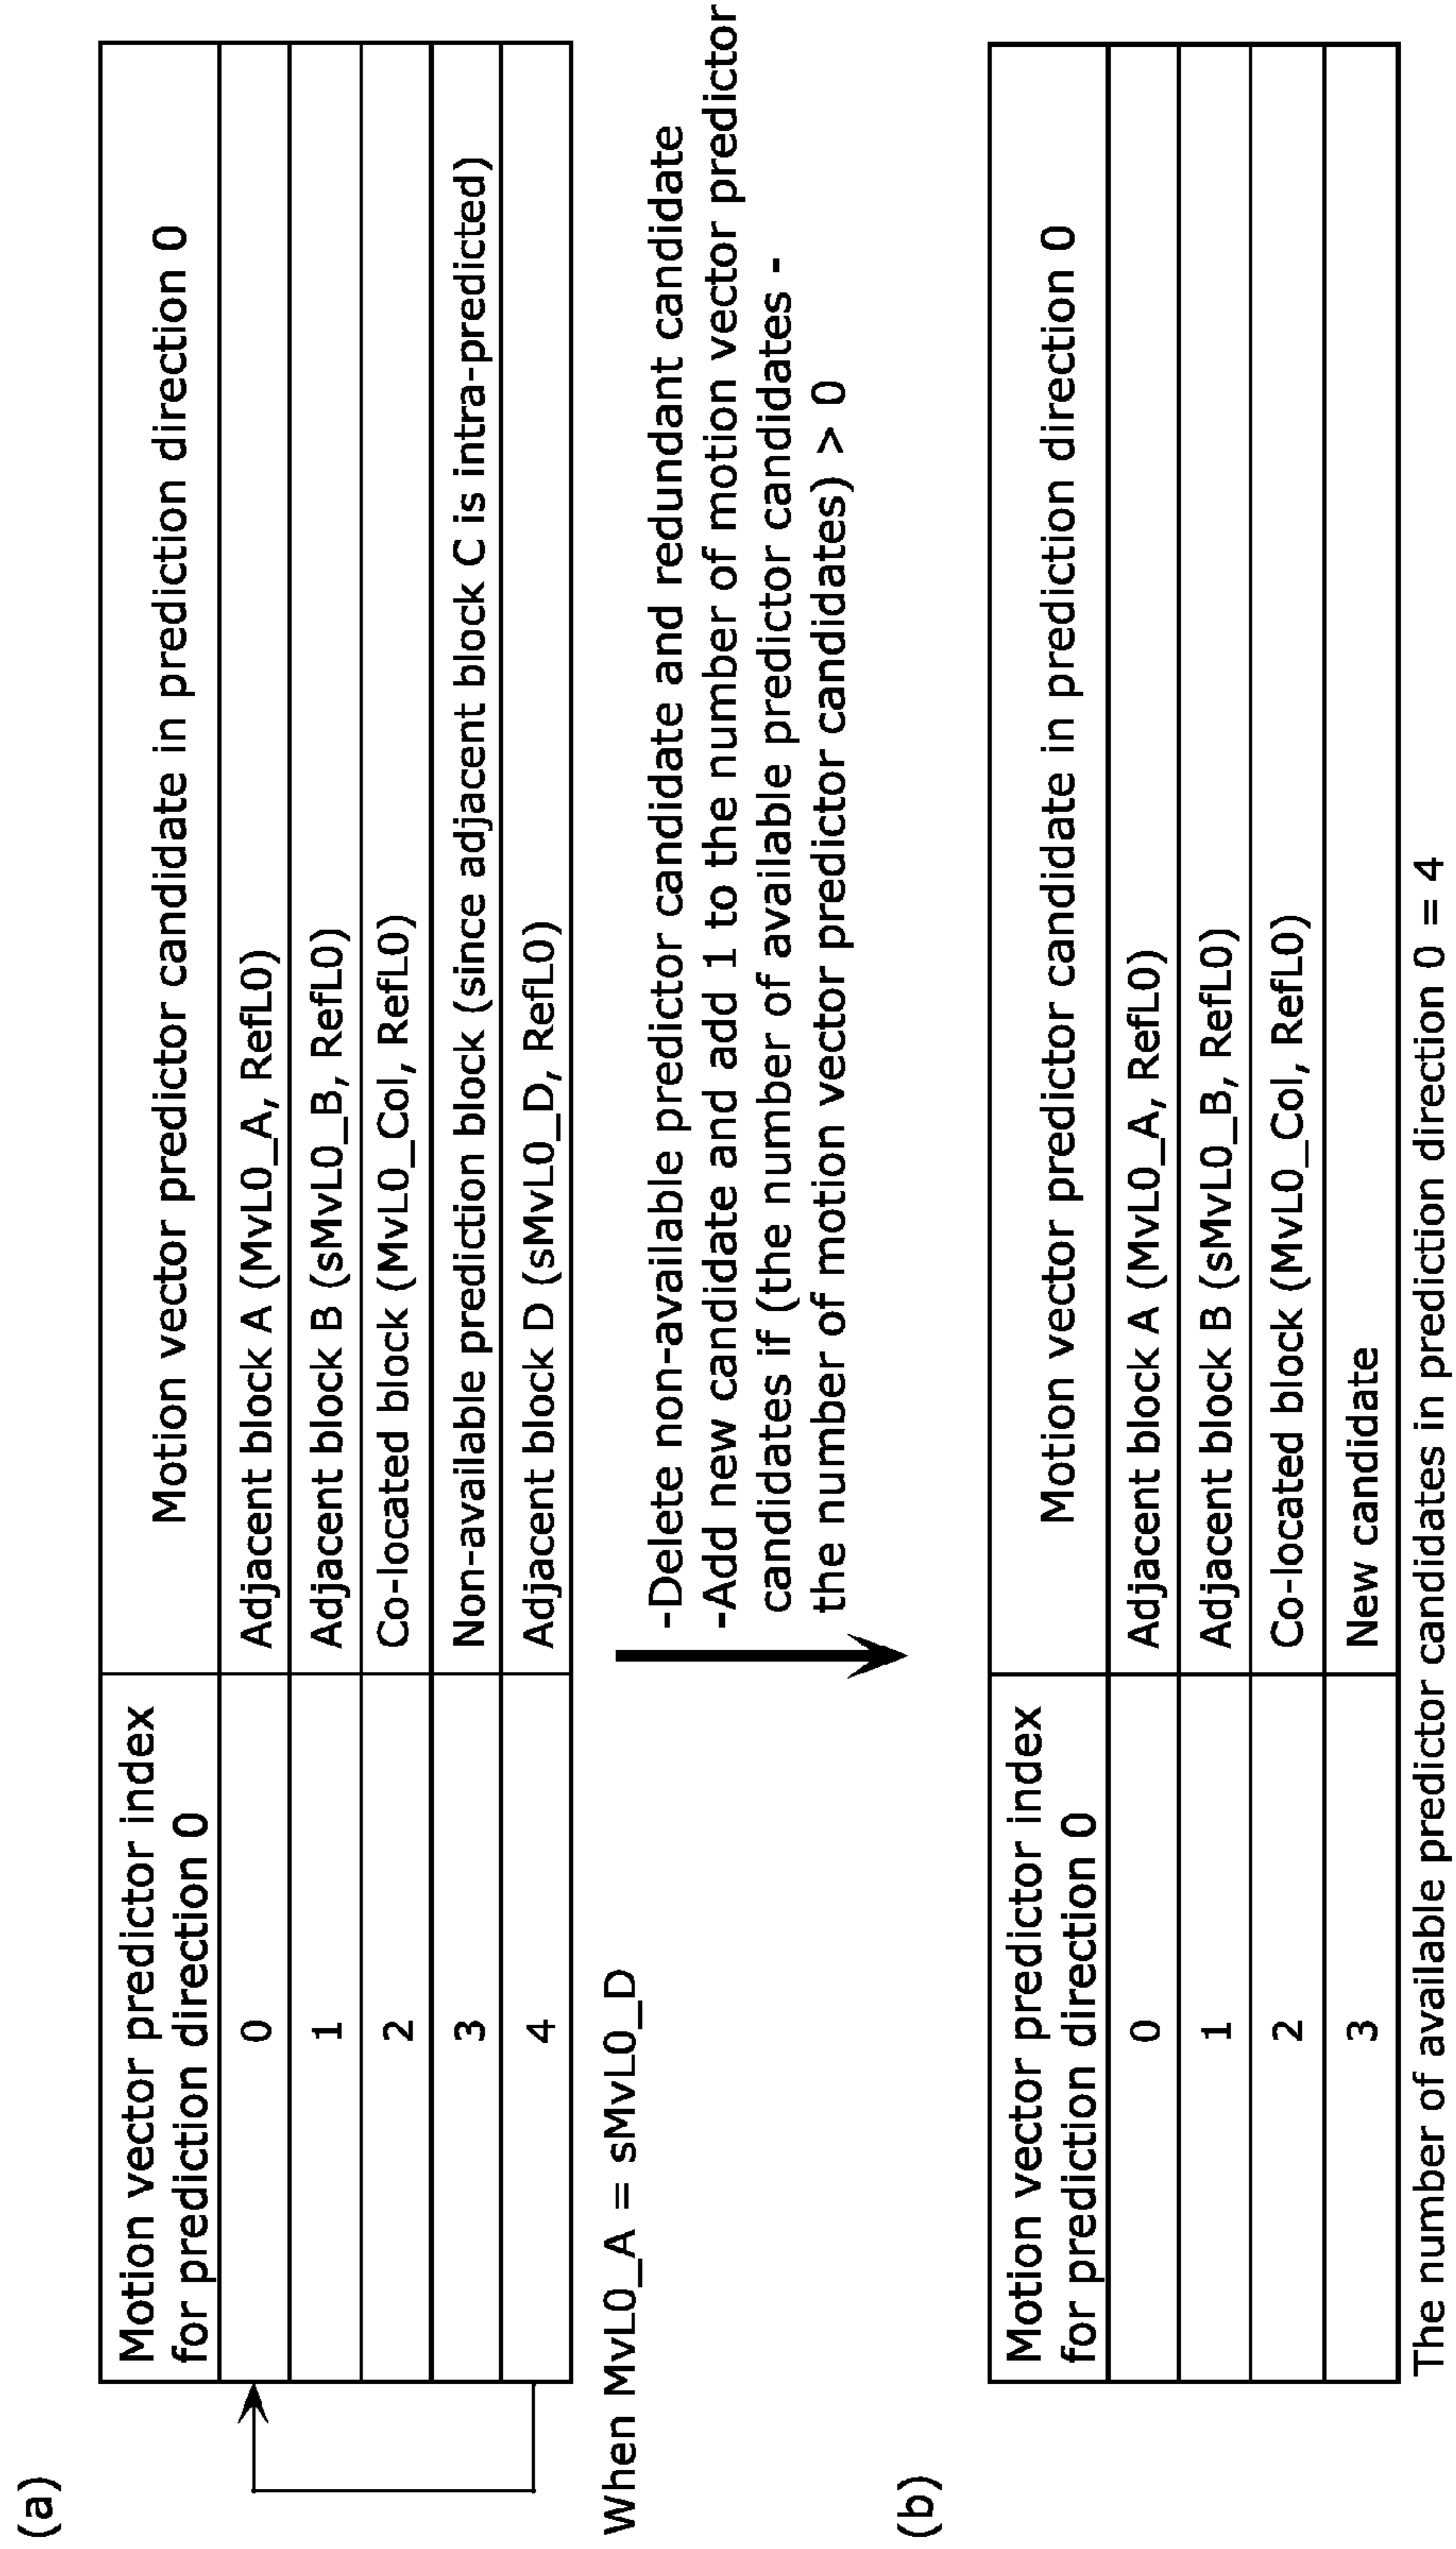 (a)
Motion vector predictor index
for prediction direction 0
Motion vector predictor candidate in prediction direction 0
0
Adjacent block A (MvL0_A, RefL0)
1
Adjacent block B (sMvL0_B, RefL0)
2
Co-located block (MvL0_Col, RefL0)
3
Non-available prediction block (since adjacent block C is intra-predicted)
4
Adjacent block D (sMvL0_D, RefL0)
When MvL0_A = sMvL0_D
-Delete non-available predictor candidate and redundant candidate
-Add new candidate and add 1 to the number of motion vector predictor
candidates if (the number of available predictor candidates -
the number of motion vector predictor candidates) > 0
(b)
Motion vector predictor index
for prediction direction 0
Motion vector predictor candidate in prediction direction 0
0
Adjacent block A (MvL0_A, RefL0)
1
Adjacent block B (sMvL0_B, RefL0)
2
Co-located block (MvL0_Col, RefL0)
3
New candidate
The number of available predictor candidates in prediction direction 0 = 4